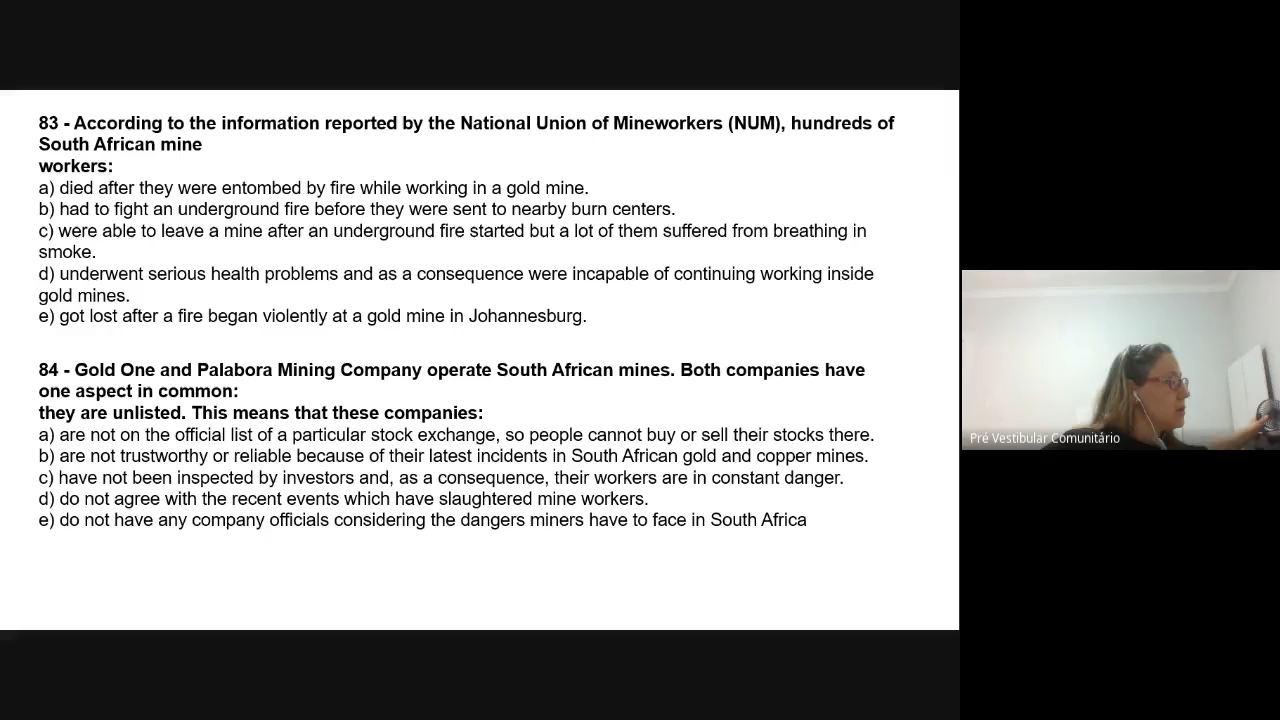 83 - According to the information reported by the National Union of Mineworkers (NUM), hundreds of
South African mine
workers:
a) died after they were entombed by fire while working in a gold mine.
b) had to fight an underground fire before they were sent to nearby burn centers.
c) were able to leave a mine after an underground fire started but a lot of them suffered from breathing in
smoke.
d) underwent serious health problems and as a consequence were incapable of continuing working inside
gold mines.
e) got lost after a fire began violently at a gold mine in Johannesburg.
84 - Gold One and Palabora Mining Company operate South African mines. Both companies have
one aspect in common:
they are unlisted. This means that these companies:
a) are not on the official list of a particular stock exchange, so people cannot buy or sell their stocks there.
b) are not trustworthy or reliable because of their latest incidents in South African gold and copper mines.
c) have not been inspected by investors and, as a consequence, their workers are in constant danger.
d) do not agree with the recent events which have slaughtered mine workers.
e) do not have any company officials considering the dangers miners have to face in South Africa
Pré Vestibular Comunitário